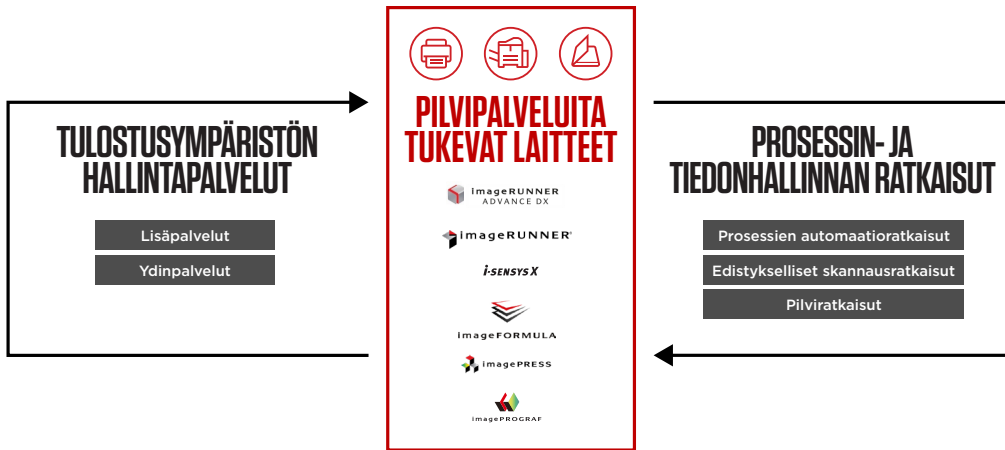 TULOSTUSYMPÄRISTÖN
HALLINTAPALVELUT
Lisäpalvelut
Ydinpalvelut
PILVIPALVELUITA
TUKEVAT LAITTEET
imageRUNNER
ADVANCE DX
imageRUNNER®
i-SENSYS X
imageFORMULA
imagePRESS
imagePROGRAF
PROSESSIN- JA
TIEDONHALLINNAN RATKAISUT
Prosessien automaatioratkaisut
Edistykselliset skannausratkaisut
Pilviratkaisut